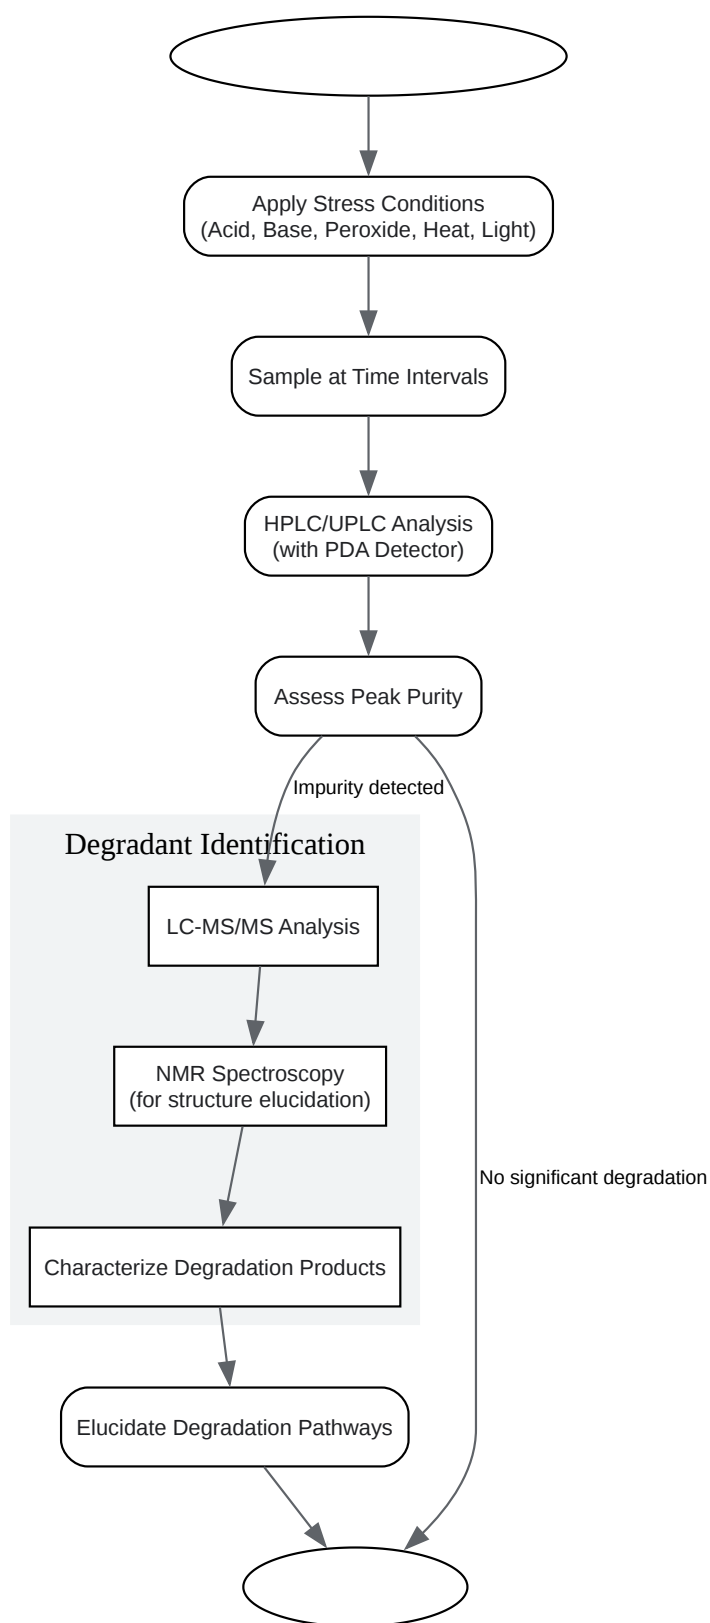 Apply Stress Conditions
(Acid, Base, Peroxide, Heat, Light)
Sample at Time Intervals
HPLC/UPLC Analysis
(with PDA Detector)
Assess Peak Purity
Impurity detected
Degradant Identification
LC-MS/MS Analysis
NMR Spectroscopy
(for structure elucidation)
No significant degradation
Characterize Degradation Products
Elucidate Degradation Pathways